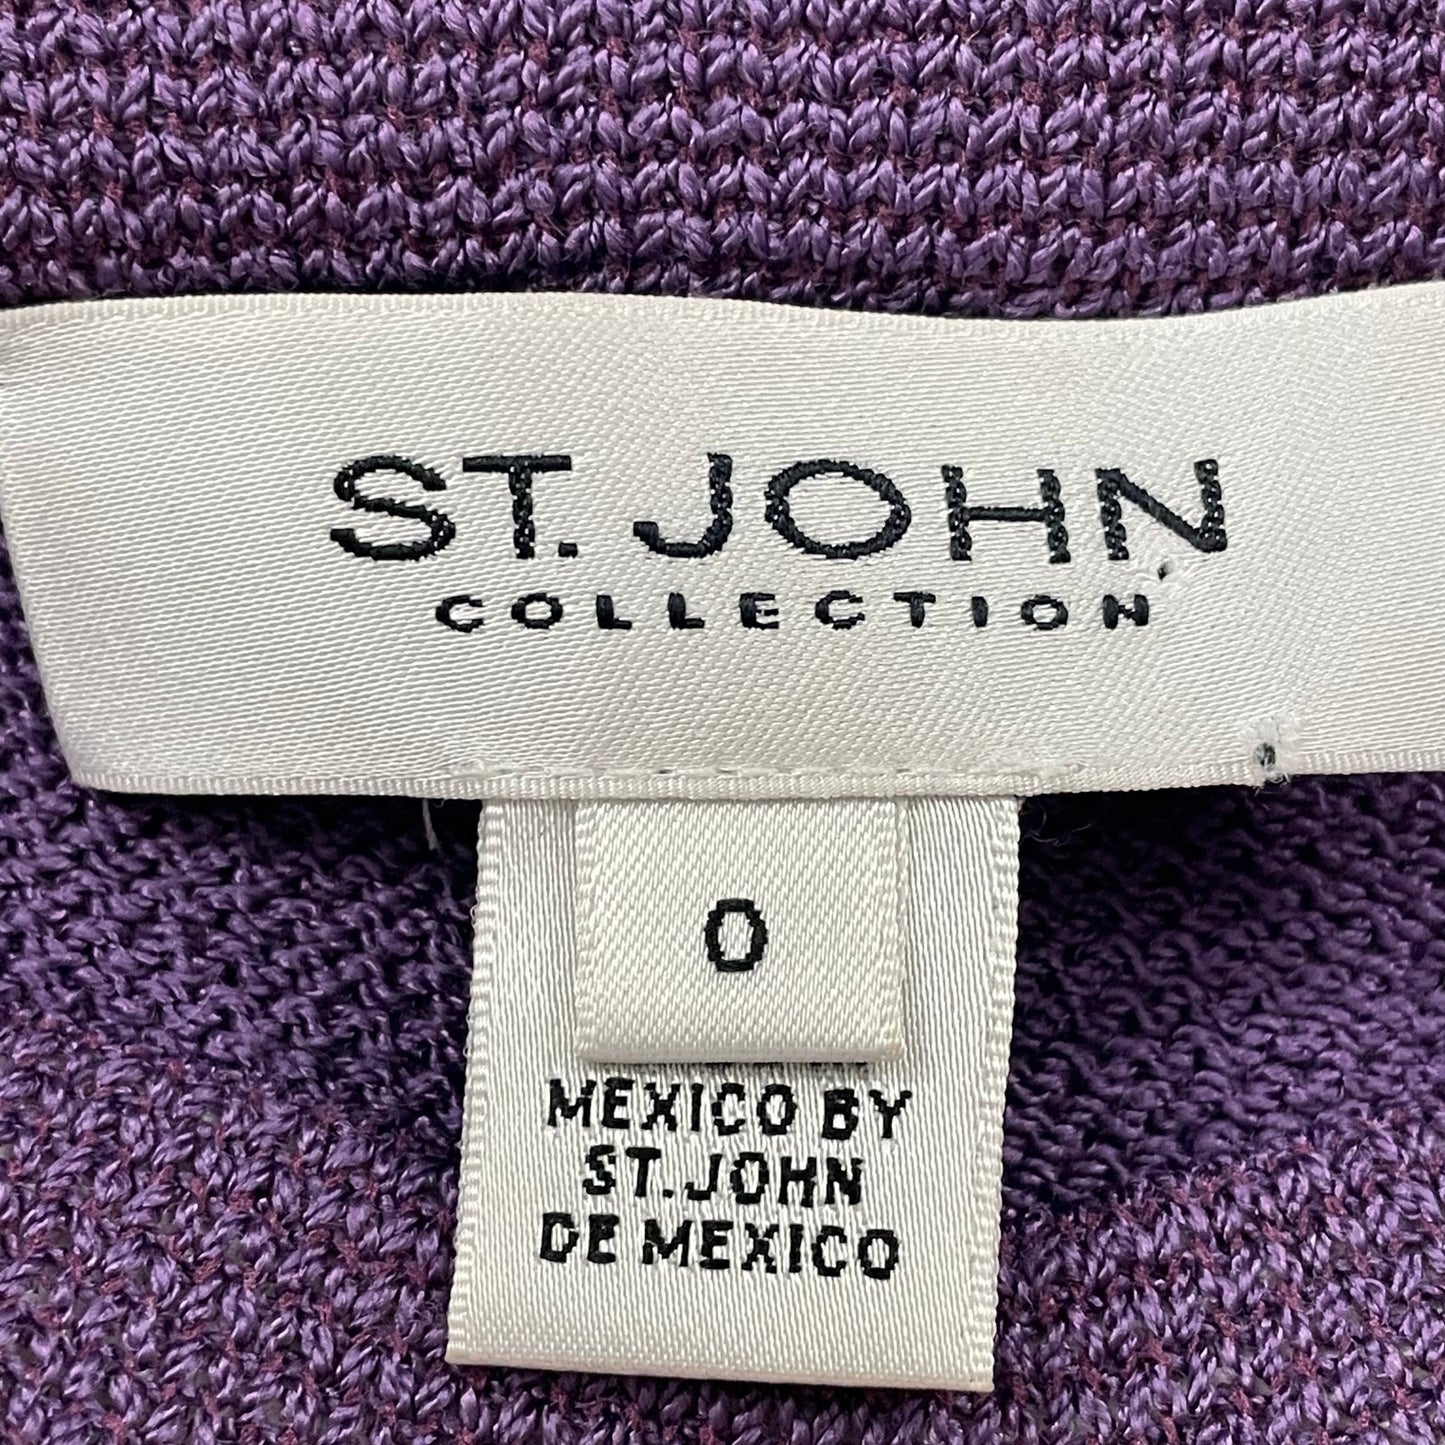 ST. JOHN
COLLECTION
0
MEXICO BY
ST. JOHN
DE MEXICO